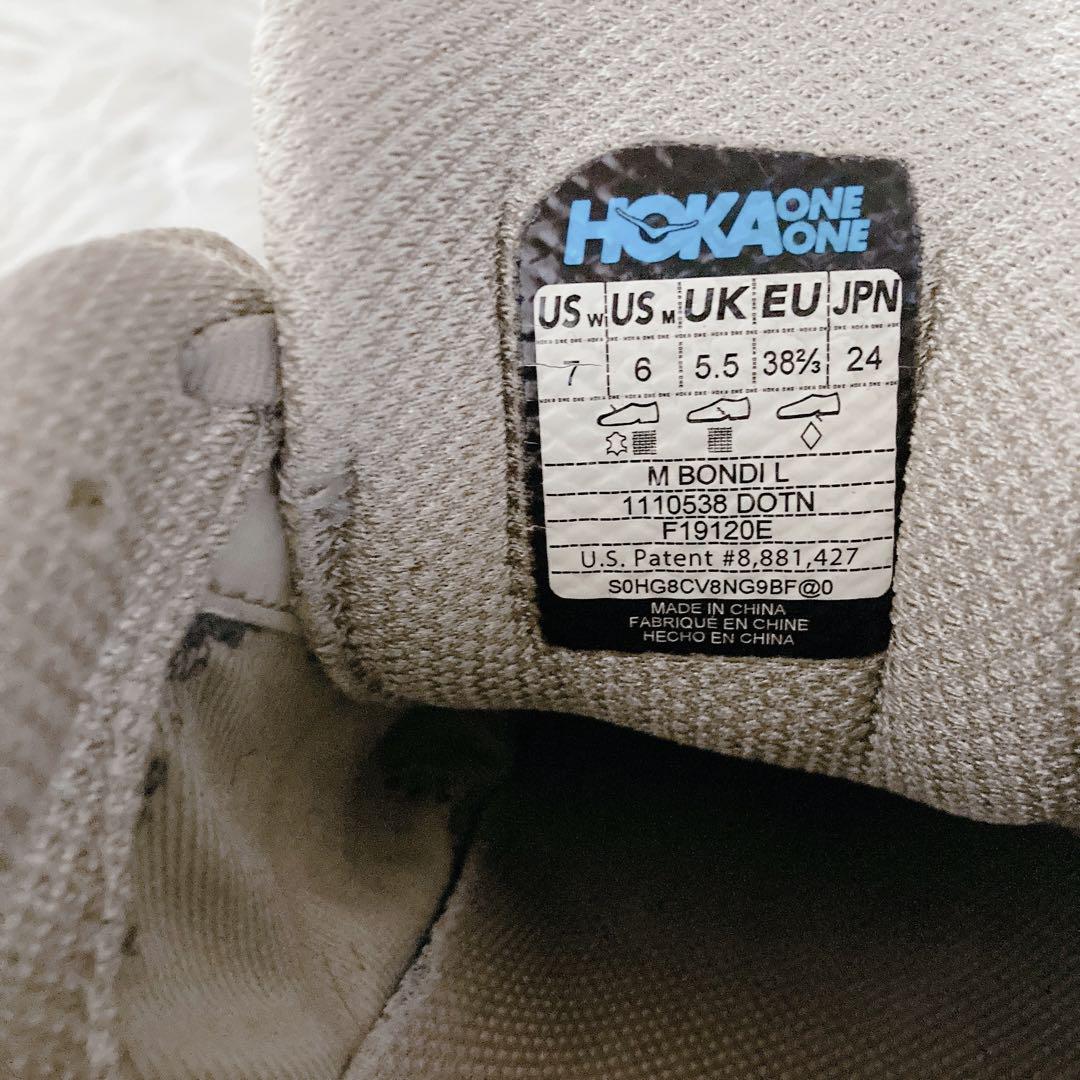 HOKA ONE ONE
US W US M UK EU JPN
7 6 5.5 38⅔ 24
M BONDI L
1110538 DOTN
F19120E
U.S. Patent #8,881,427
S0HG8CV8NG9BF@0
MADE IN CHINA
FABRIQUÉ EN CHINE
HECHO EN CHINA